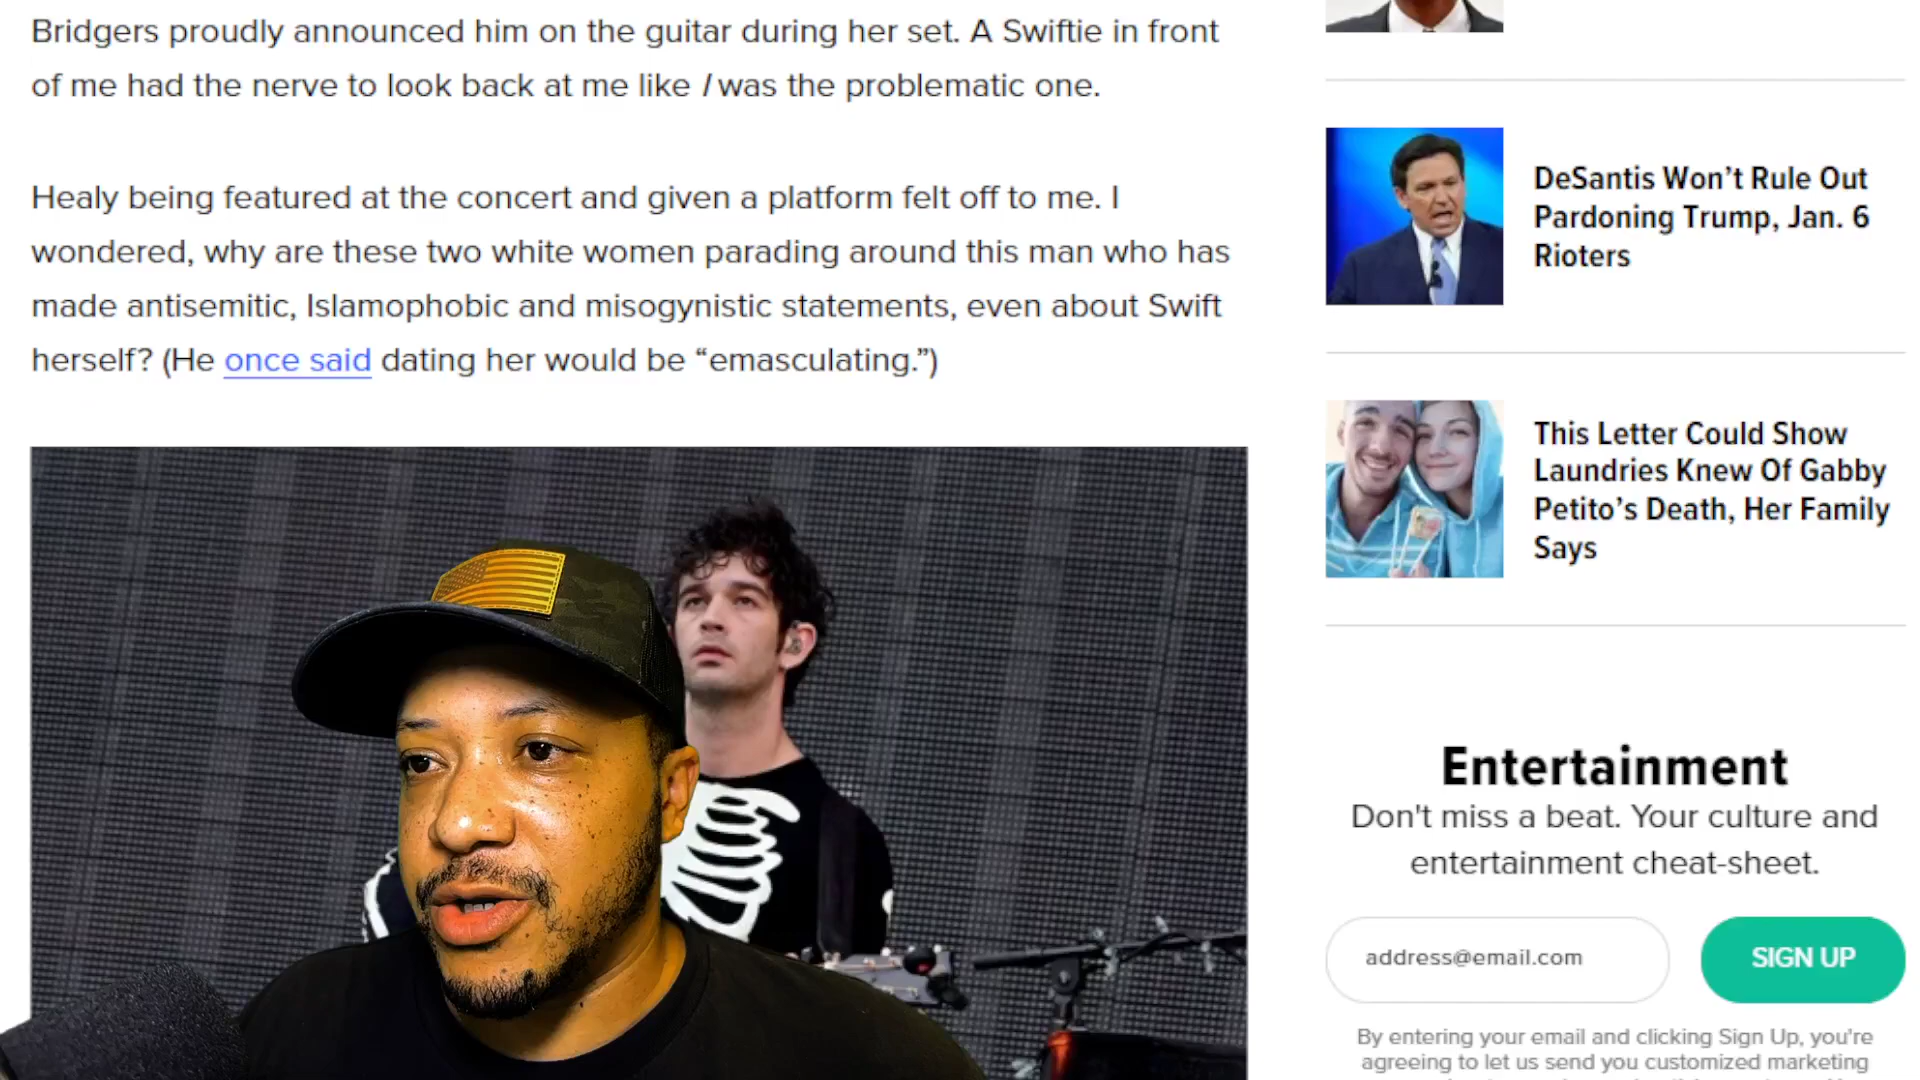 Bridgers proudly announced him on the guitar during her set. A Swiftie in front
of me had the nerve to look back at me like I was the problematic one.
Healy being featured at the concert and given a platform felt off to me. I
wondered, why are these two white women parading around this man who has
made antisemitic, Islamophobic and misogynistic statements, even about Swift
herself? (He once said dating her would be “emasculating.”)
DeSantis Won’t Rule Out
Pardoning Trump, Jan. 6
Rioters
This Letter Could Show
Laundries Knew Of Gabby
Petito’s Death, Her Family
Says
Entertainment
Don't miss a beat. Your culture and
entertainment cheat-sheet.
address@email.com
SIGN UP
By entering your email and clicking Sign Up, you're
agreeing to let us send you customized marketing